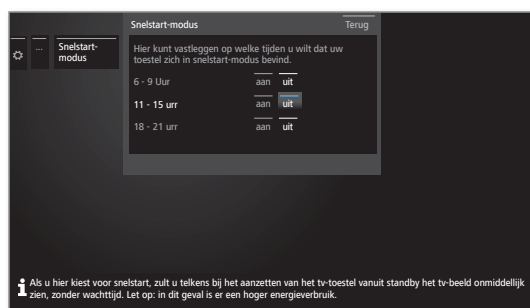 Snelstart-modus
Terug
...
Snelstart-
modus
Hier kunt vastleggen op welke tijden u wilt dat uw
toestel zich in snelstart-modus bevind.
6 - 9 Uur aan uit
11 - 15 urr aan uit
18 - 21 urr aan uit
Als u hier kiest voor snelstart, zult u telkens bij het aanzetten van het tv-toestel vanuit standby het tv-beeld onmiddellijk
zien, zonder wachttijd. Let op: in dit geval is er een hoger energieverbruik.